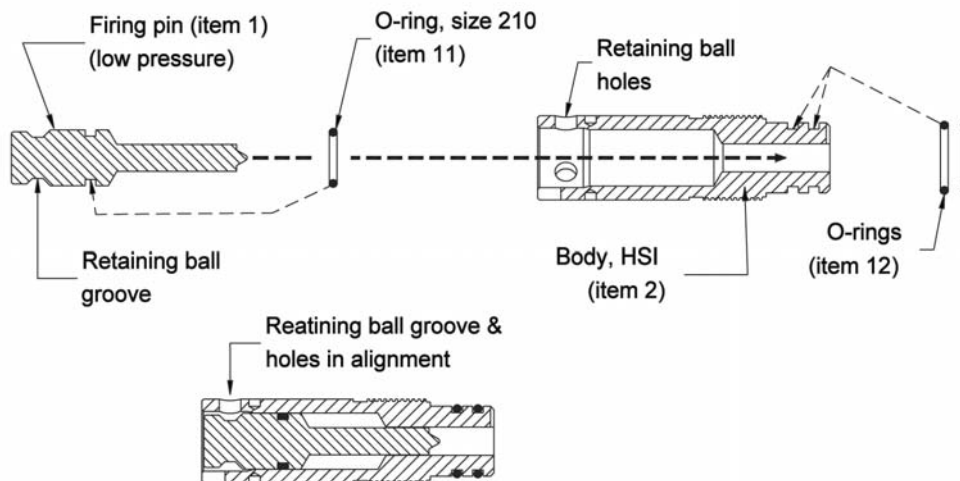 Firing pin (item 1)
(low pressure)
O-ring, size 210
(item 11)
Retaining ball
holes
Retaining ball
groove
Body, HSI
(item 2)
O-rings
(item 12)
Reatining ball groove &
holes in alignment